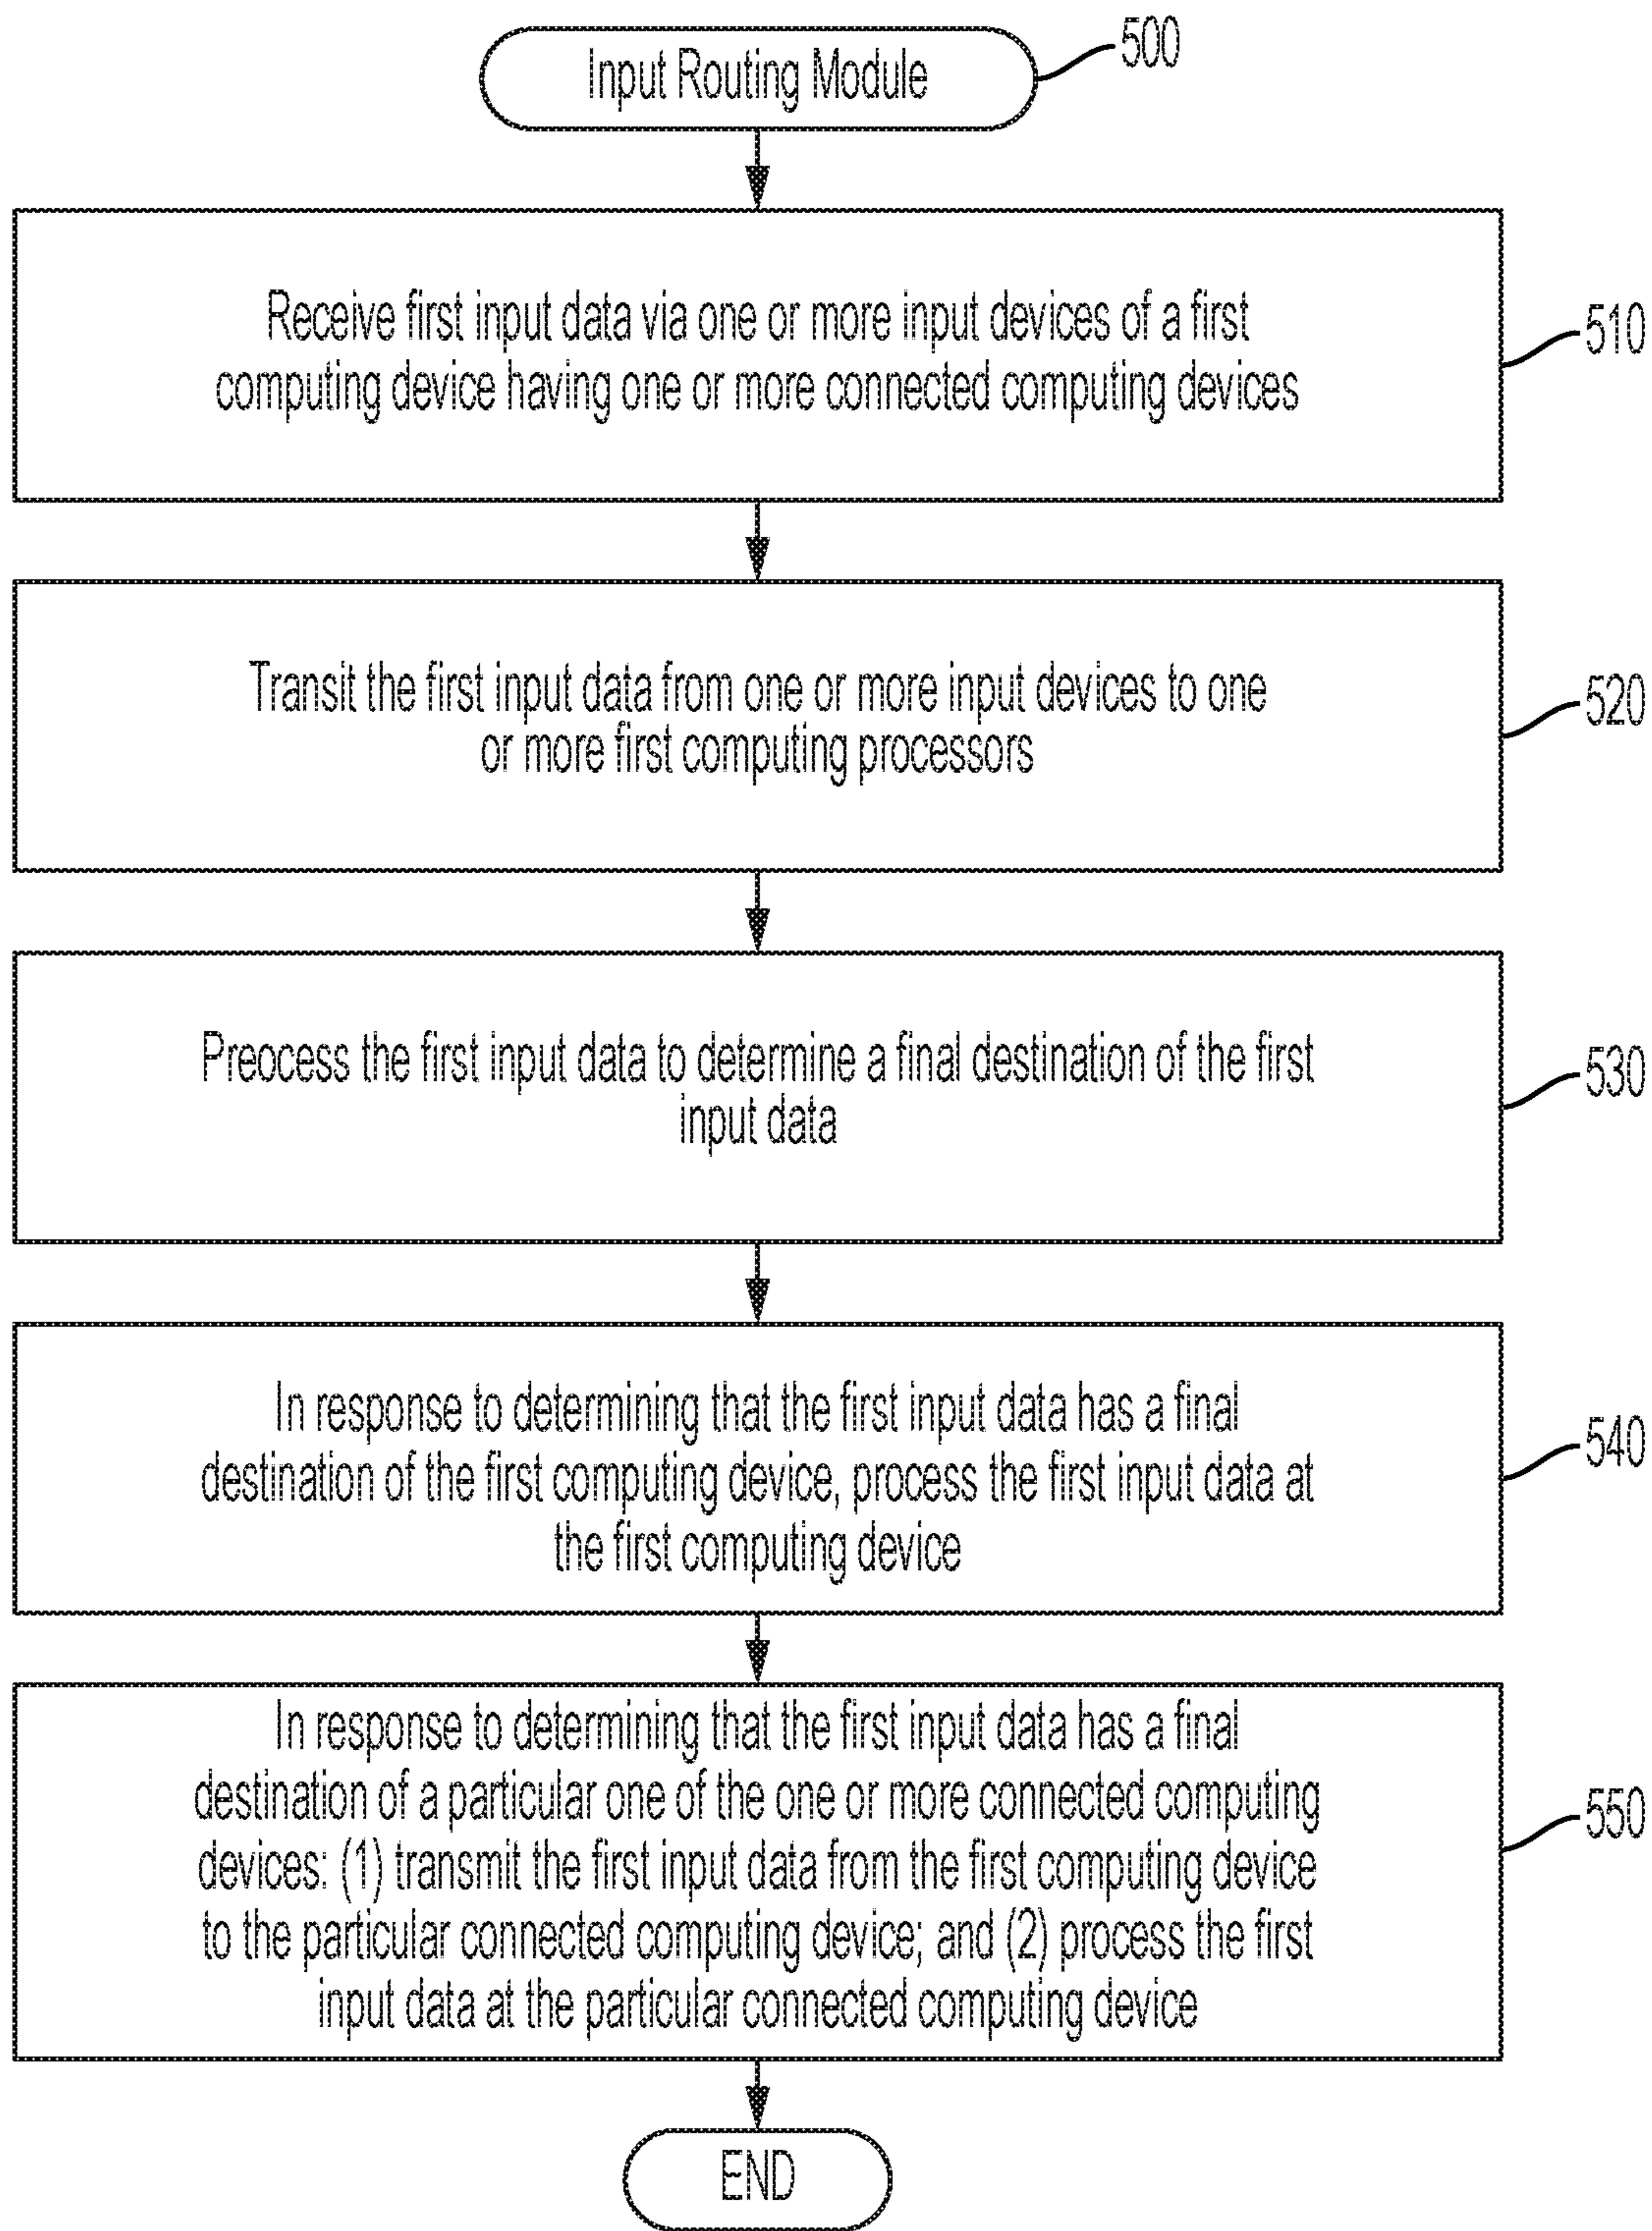 Input Routing Module
500
Receive first input data via one or more input devices of a first
computing device having one or more connected computing devices
510
Transit the first input data from one or more input devices to one
or more first computing processors
520
Preocess the first input data to determine a final destination of the first
input data
530
In response to determining that the first input data has a final
destination of the first computing device, process the first input data at
the first computing device
540
In response to determining that the first input data has a final
destination of a particular one of the one or more connected computing
devices: (1) transmit the first input data from the first computing device
to the particular connected computing device; and (2) process the first
input data at the particular connected computing device
550
END